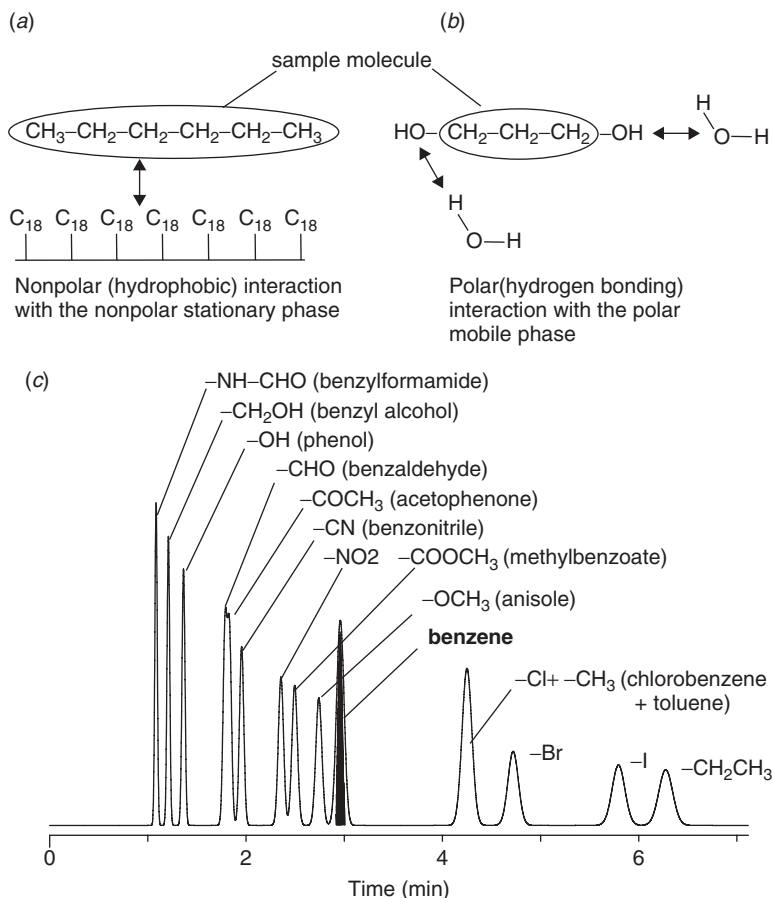 (a)
(b)
sample molecule
CH₃–CH₂–CH₂–CH₂–CH₂–CH₃
HO–CH₂–CH₂–CH₂–OH
H
O–H
H
O–H
C₁₈ C₁₈ C₁₈ C₁₈ C₁₈ C₁₈ C₁₈
Nonpolar (hydrophobic) interaction
with the nonpolar stationary phase
Polar(hydrogen bonding)
interaction with the polar
mobile phase
(c)
–NH–CHO (benzylformamide)
–CH₂OH (benzyl alcohol)
–OH (phenol)
–CHO (benzaldehyde)
–COCH₃ (acetophenone)
–CN (benzonitrile)
–NO2 –COOCH₃ (methylbenzoate)
–OCH₃ (anisole)
benzene
–Cl+ –CH₃ (chlorobenzene
+ toluene)
–Br
–I
–CH₂CH₃
0 2 4 6
Time (min)